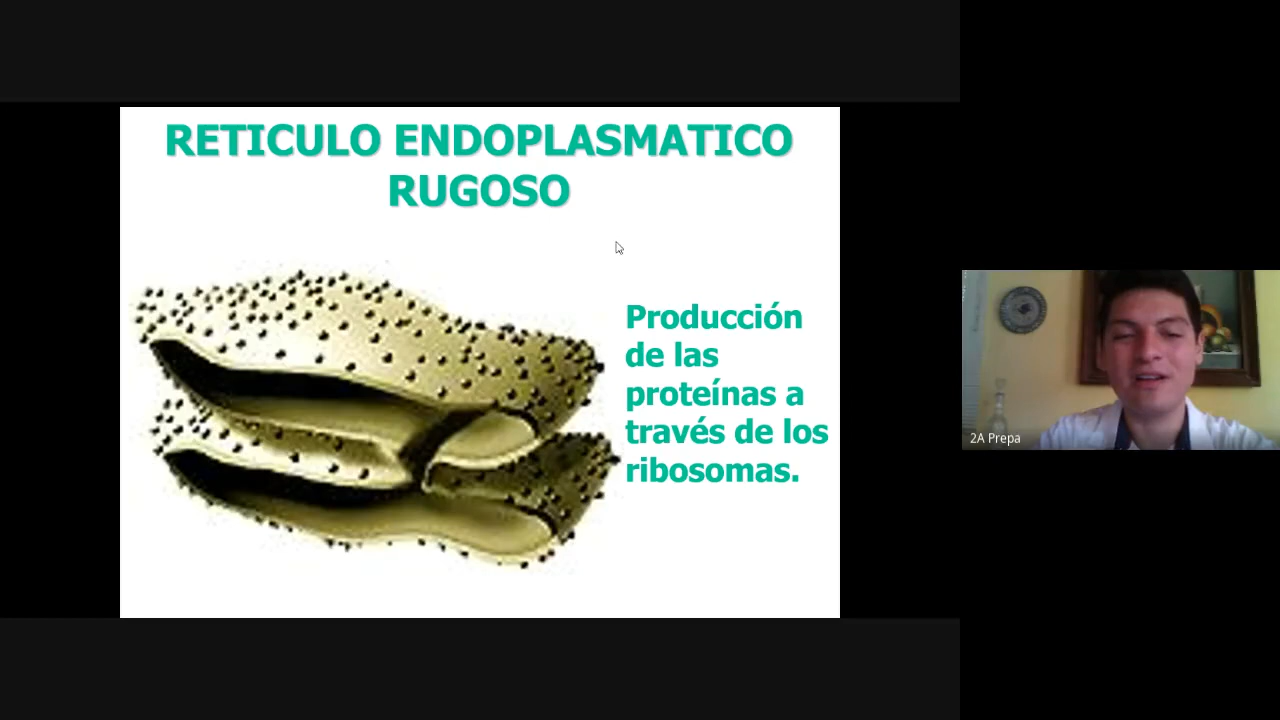 RETICULO ENDOPLASMATICO
RUGOSO
Producción
de las
proteínas a
través de los
ribosomas.
2A Prepa